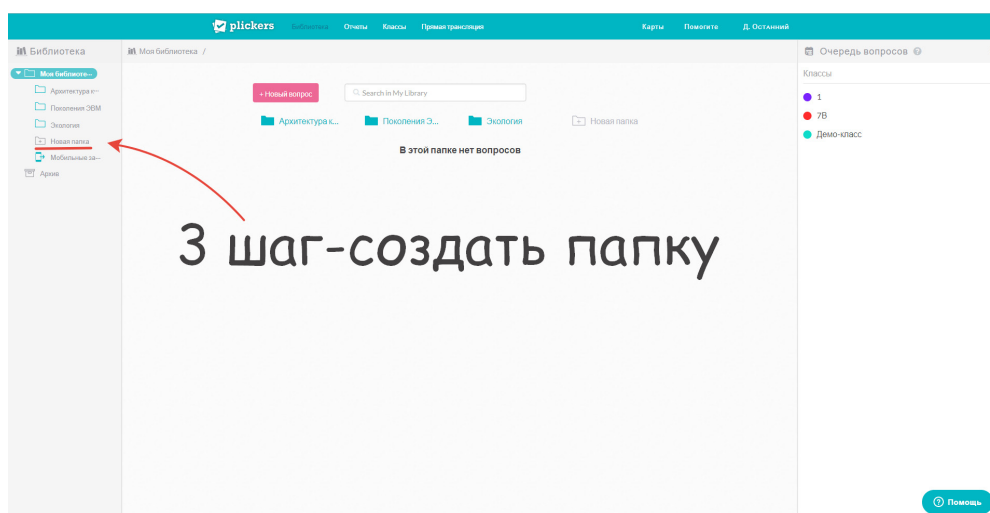 plickers Библиотека Отчеты Классы Прямая трансляция Карты Помогите Д. Останний
Библиотека
Моя библиотека /
Очередь вопросов
Моя библиоте--
Архитектура к--
Поколения ЭВМ
Экология
Новая папка
Мобильные за--
Архив
+ Новый вопрос
Search in My Library
Архитектура к... Поколения Э... Экология Новая папка
В этой папке нет вопросов
3 шаг-создать папку
Классы
1
7В
Демо-класс
Помощь